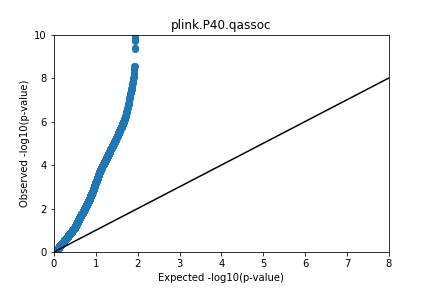 plink.P40.qassoc
Observed -log10(p-value)
10
8
6
4
2
0
0 1 2 3 4 5 6 7 8
Expected -log10(p-value)